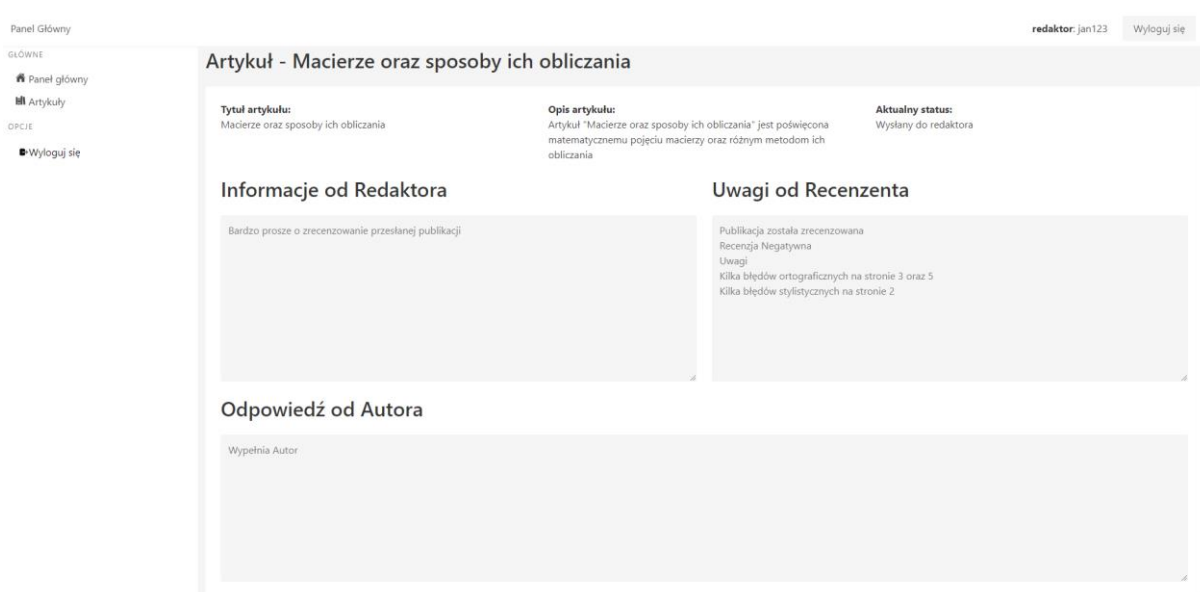 Panel Główny
redaktor: jan123
Wyloguj się
GŁÓWNE
Panel główny
Artykuły
OPCJE
Wyloguj się
Artykuł - Macierze oraz sposoby ich obliczania
Tytuł artykułu:
Macierze oraz sposoby ich obliczania
Opis artykułu:
Artykuł "Macierze oraz sposoby ich obliczania" jest poświęcona
matematycznemu pojęciu macierzy oraz różnym metodom ich
obliczania
Aktualny status:
Wysłany do redaktora
Informacje od Redaktora
Bardzo prosze o zrecenzowanie przesłanej publikacji
Uwagi od Recenzenta
Publikacja została zrecenzowana
Recenzja Negatywna
Uwagi
Kilka błędów ortograficznych na stronie 3 oraz 5
Kilka błędów stylistycznych na stronie 2
Odpowiedź od Autora
Wypełnia Autor